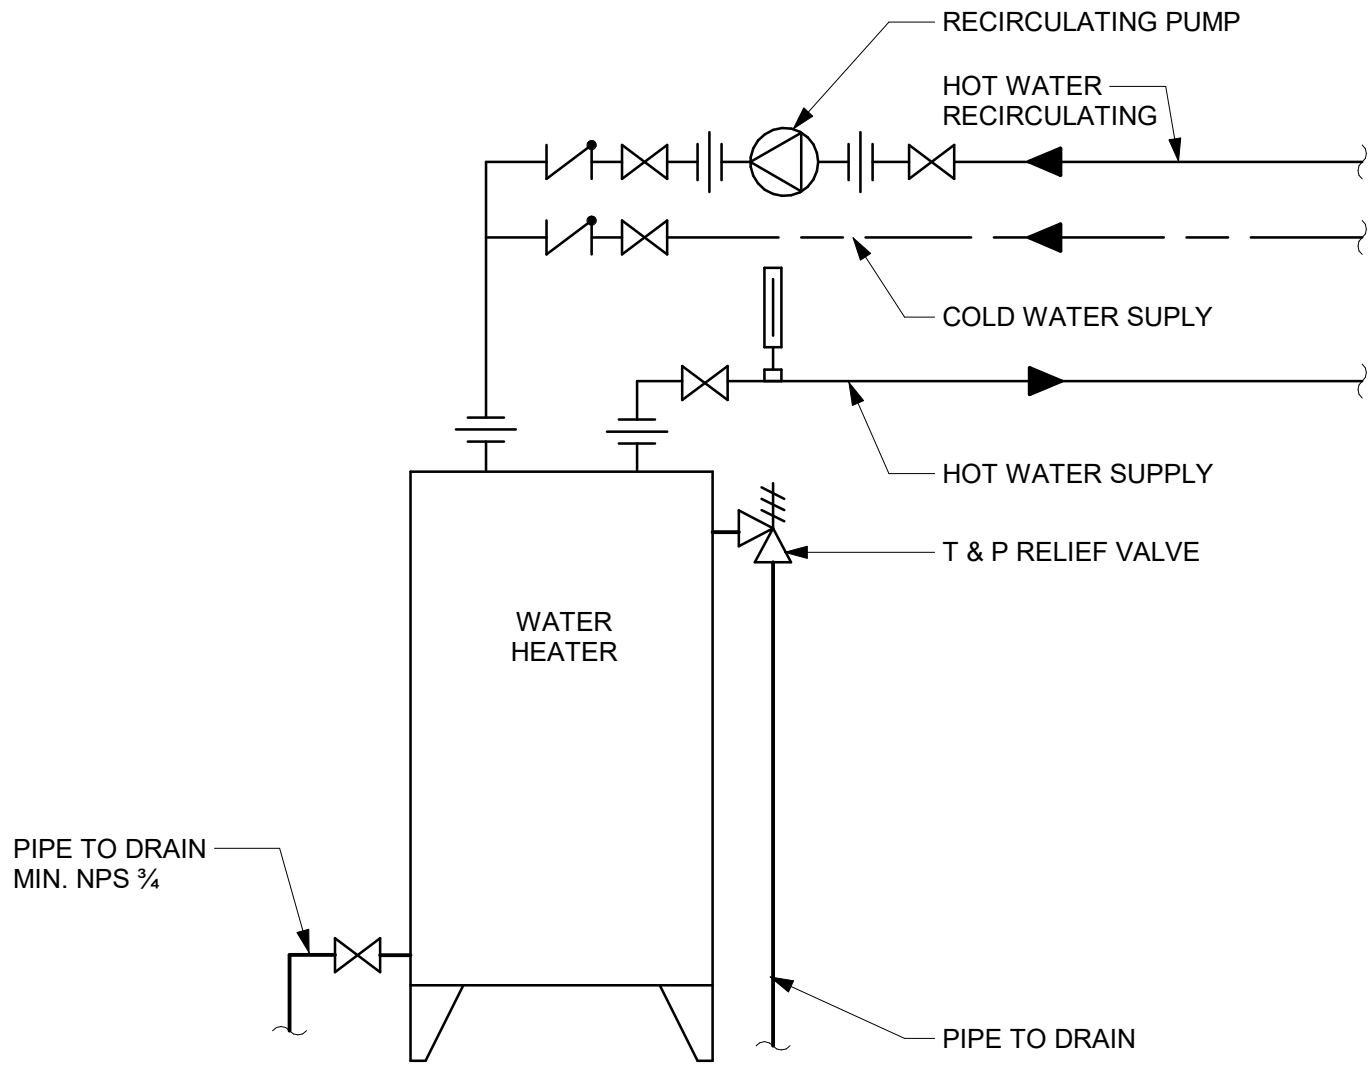 RECIRCULATING PUMP
HOT WATER
RECIRCULATING
COLD WATER SUPLY
HOT WATER SUPPLY
T & P RELIEF VALVE
WATER
HEATER
PIPE TO DRAIN
MIN. NPS ¾
PIPE TO DRAIN